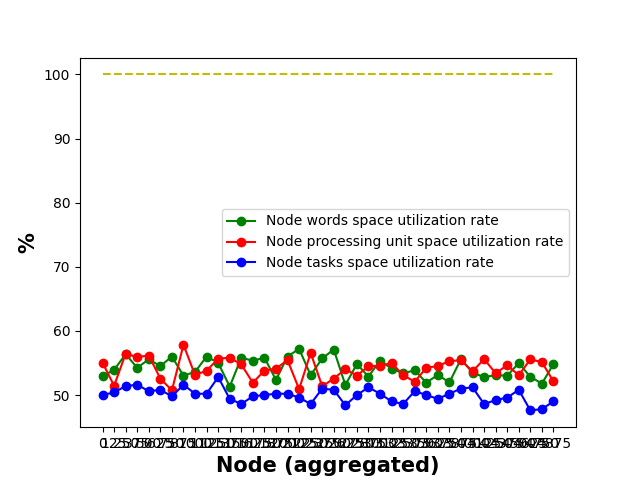 100
90
%
80
Node words space utilization rate
Node processing unit space utilization rate
Node tasks space utilization rate
70
60
50
Node (aggregated)